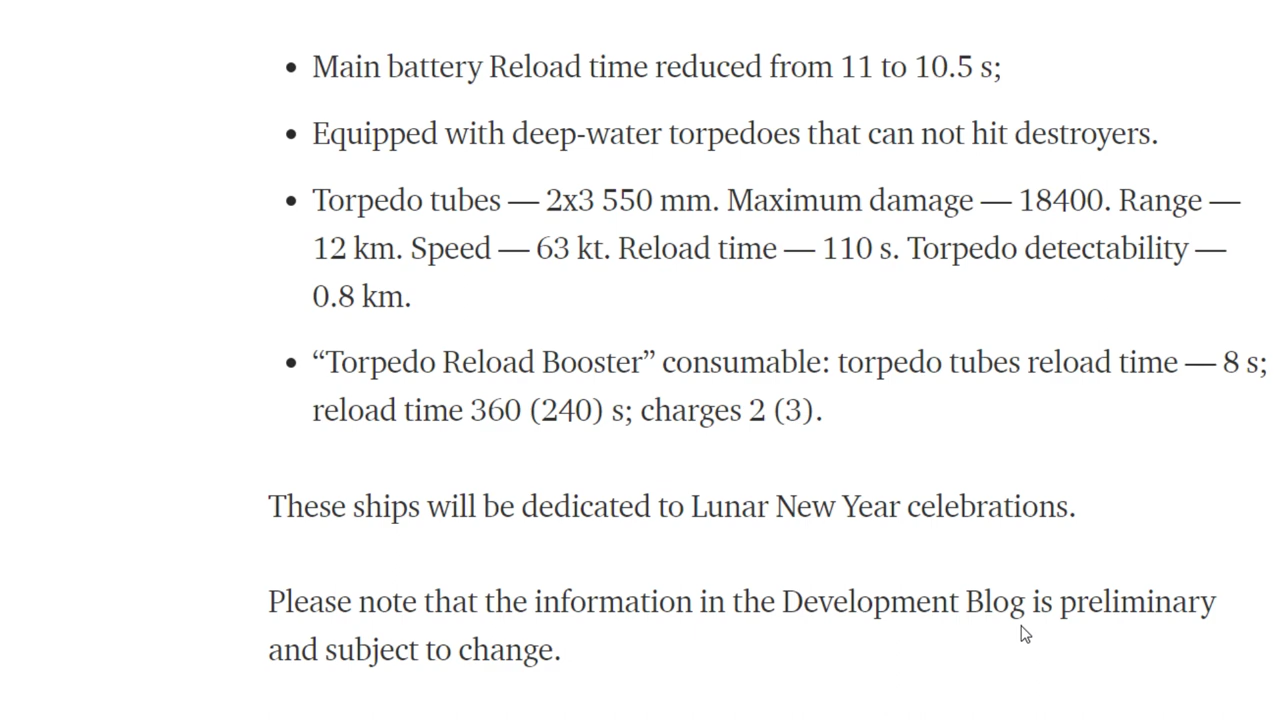 • Main battery Reload time reduced from 11 to 10.5 s;
• Equipped with deep-water torpedoes that can not hit destroyers.
• Torpedo tubes — 2x3 550 mm. Maximum damage — 18400. Range —
12 km. Speed — 63 kt. Reload time — 110 s. Torpedo detectability —
0.8 km.
• “Torpedo Reload Booster” consumable: torpedo tubes reload time — 8 s;
reload time 360 (240) s; charges 2 (3).
These ships will be dedicated to Lunar New Year celebrations.
Please note that the information in the Development Blog is preliminary
and subject to change.